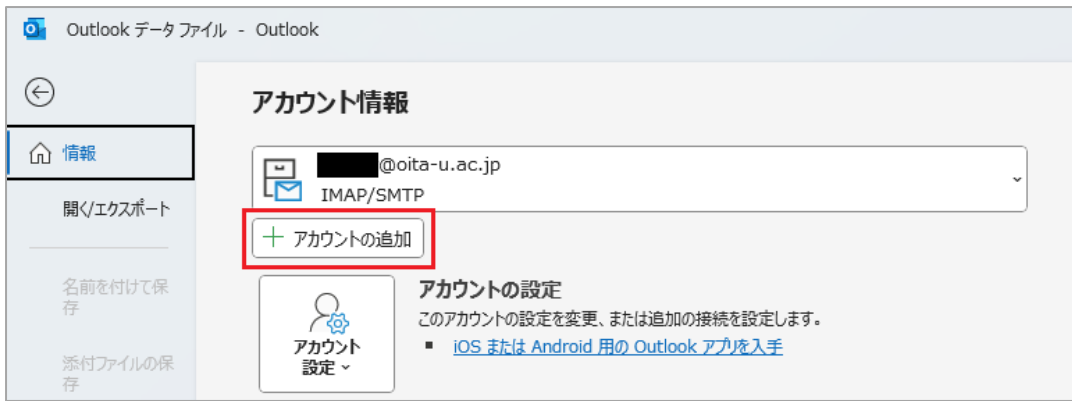 Outlook データ ファイル - Outlook
アカウント情報
情報
@oita-u.ac.jp
IMAP/SMTP
開く/エクスポート
アカウントの追加
名前を付けて保
存
添付ファイルの保
存
アカウント
設定
アカウントの設定
このアカウントの設定を変更、または追加の接続を設定します。
iOS または Android 用の Outlook アプリを入手